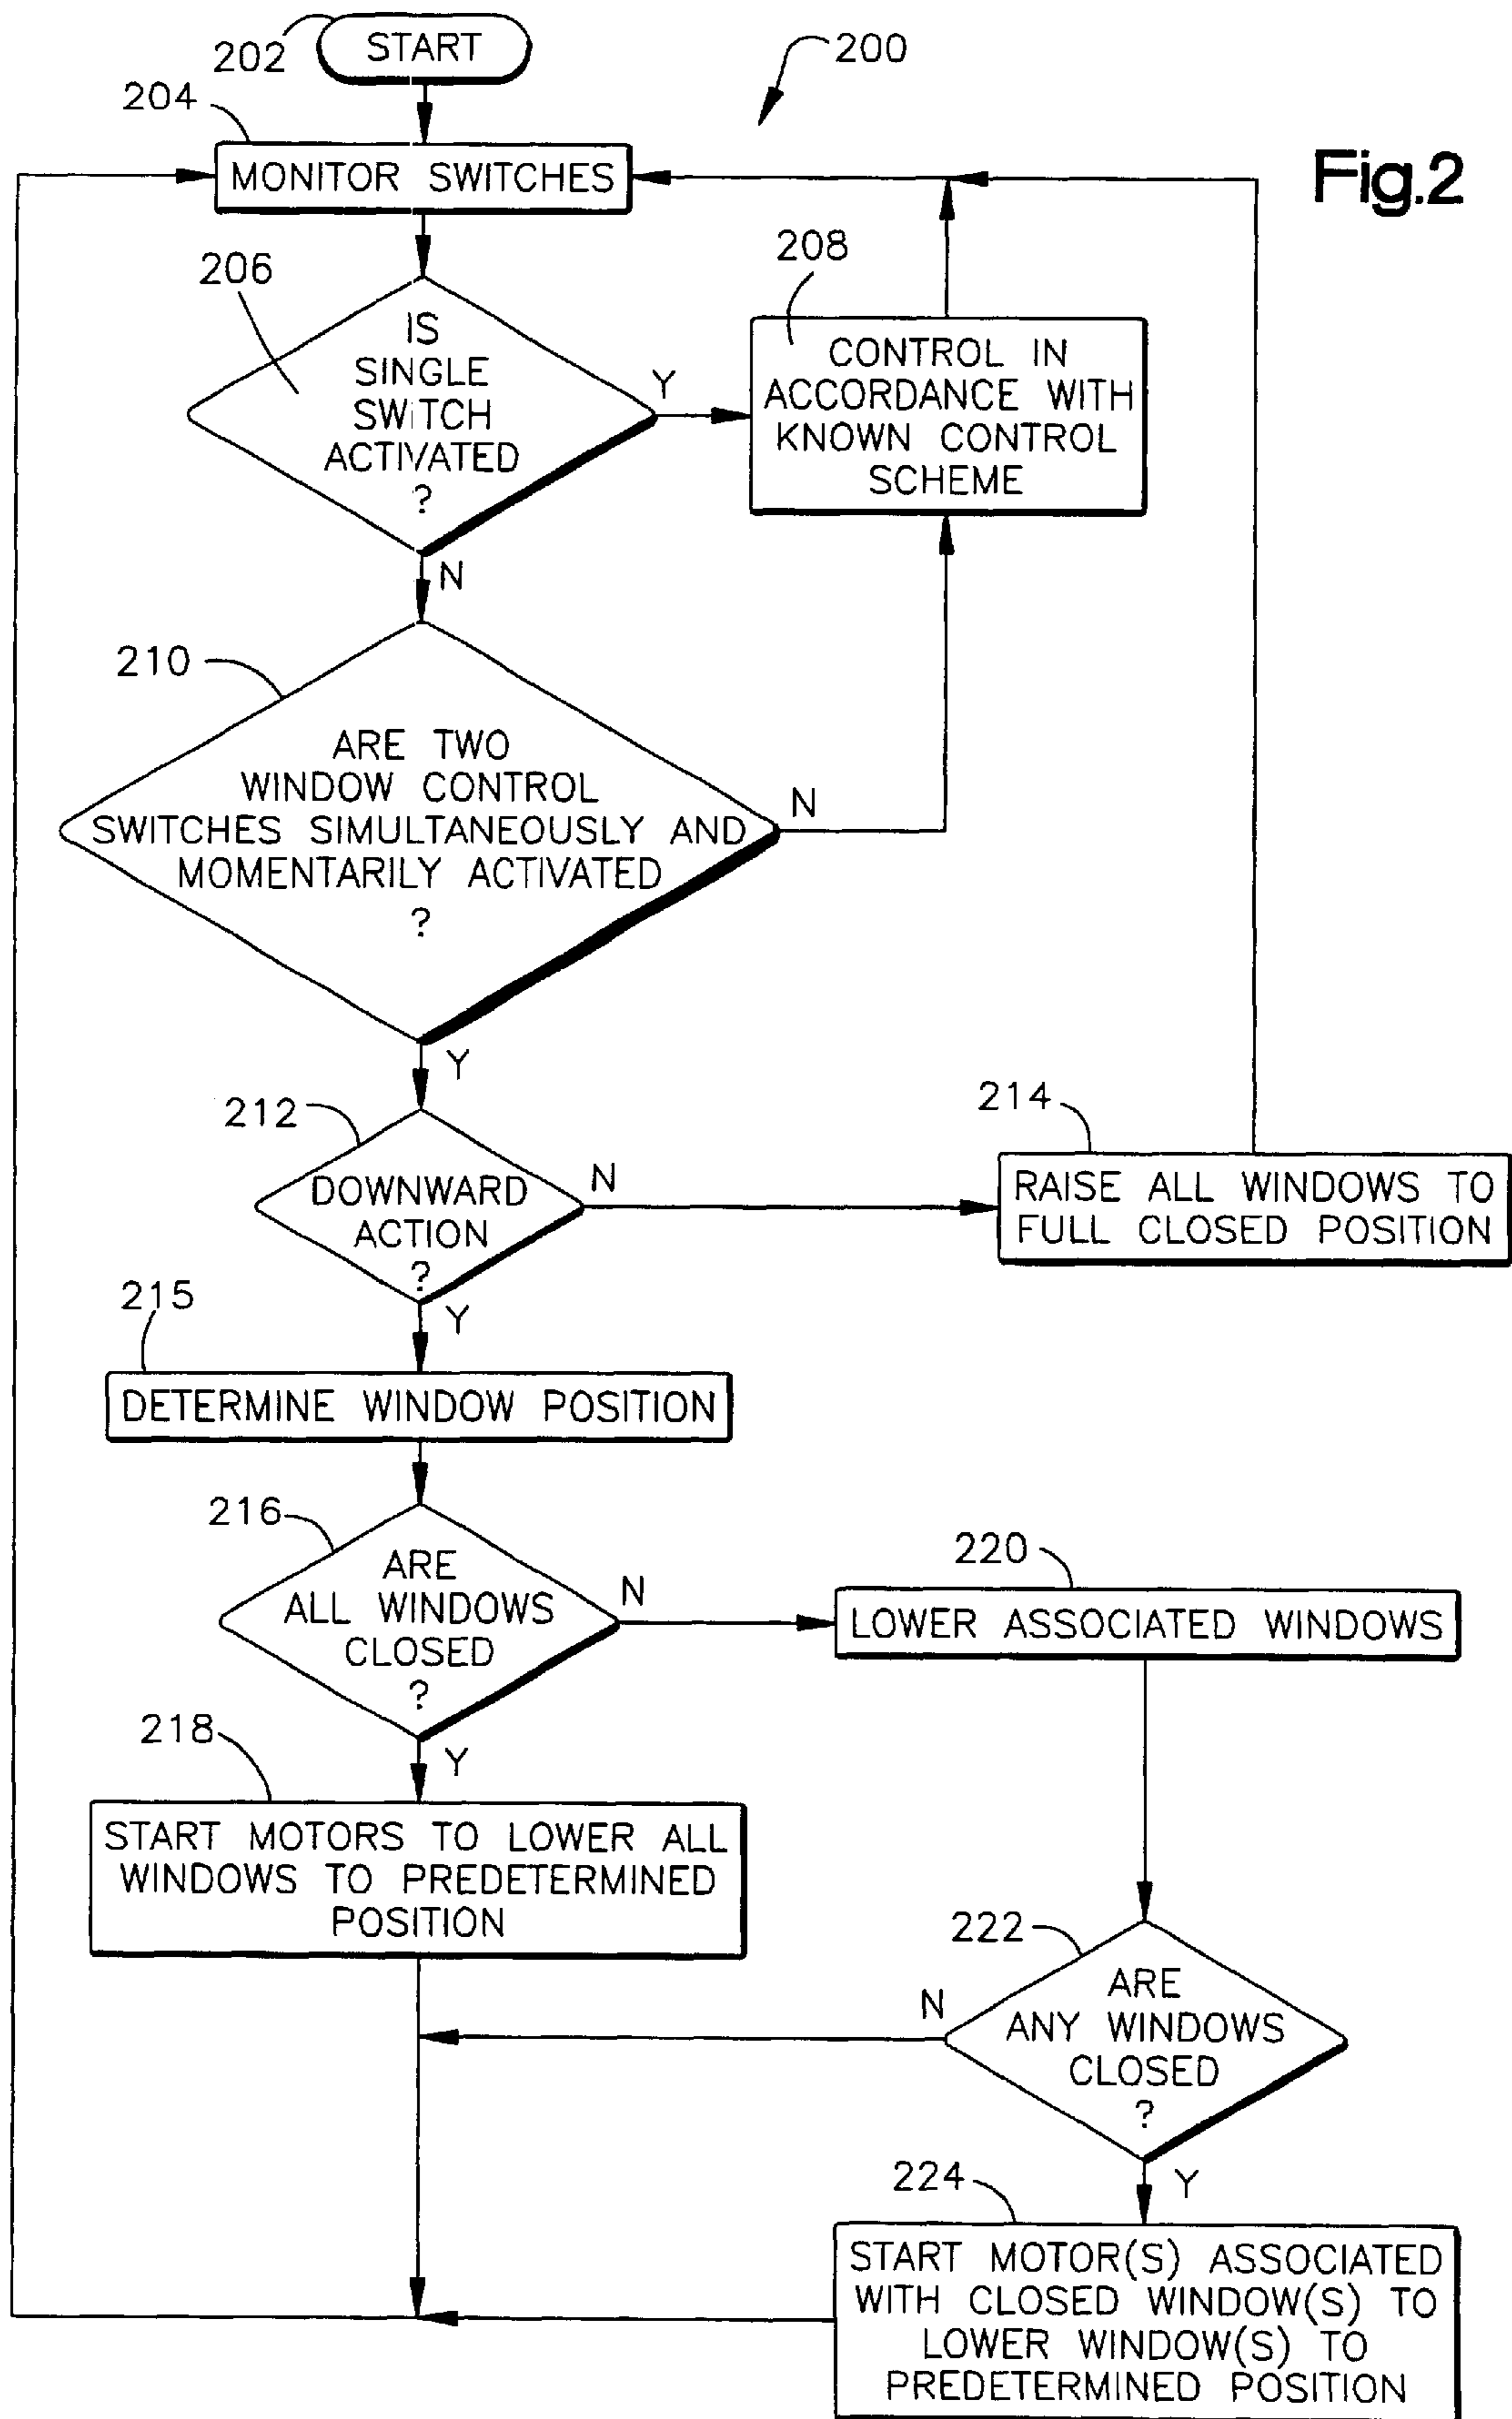 202
START
200
204
MONITOR SWITCHES
Fig.2
206
IS
SINGLE
SWITCH
ACTIVATED
?
Y
N
208
CONTROL IN
ACCORDANCE WITH
KNOWN CONTROL
SCHEME
210
ARE TWO
WINDOW CONTROL
SWITCHES SIMULTANEOUSLY AND
MOMENTARILY ACTIVATED
?
N
Y
212
DOWNWARD
ACTION
?
N
Y
214
RAISE ALL WINDOWS TO
FULL CLOSED POSITION
215
DETERMINE WINDOW POSITION
216
ARE
ALL WINDOWS
CLOSED
?
N
Y
220
LOWER ASSOCIATED WINDOWS
218
START MOTORS TO LOWER ALL
WINDOWS TO PREDETERMINED
POSITION
222
ARE
ANY WINDOWS
CLOSED
?
N
Y
224
START MOTOR(S) ASSOCIATED
WITH CLOSED WINDOW(S) TO
LOWER WINDOW(S) TO
PREDETERMINED POSITION